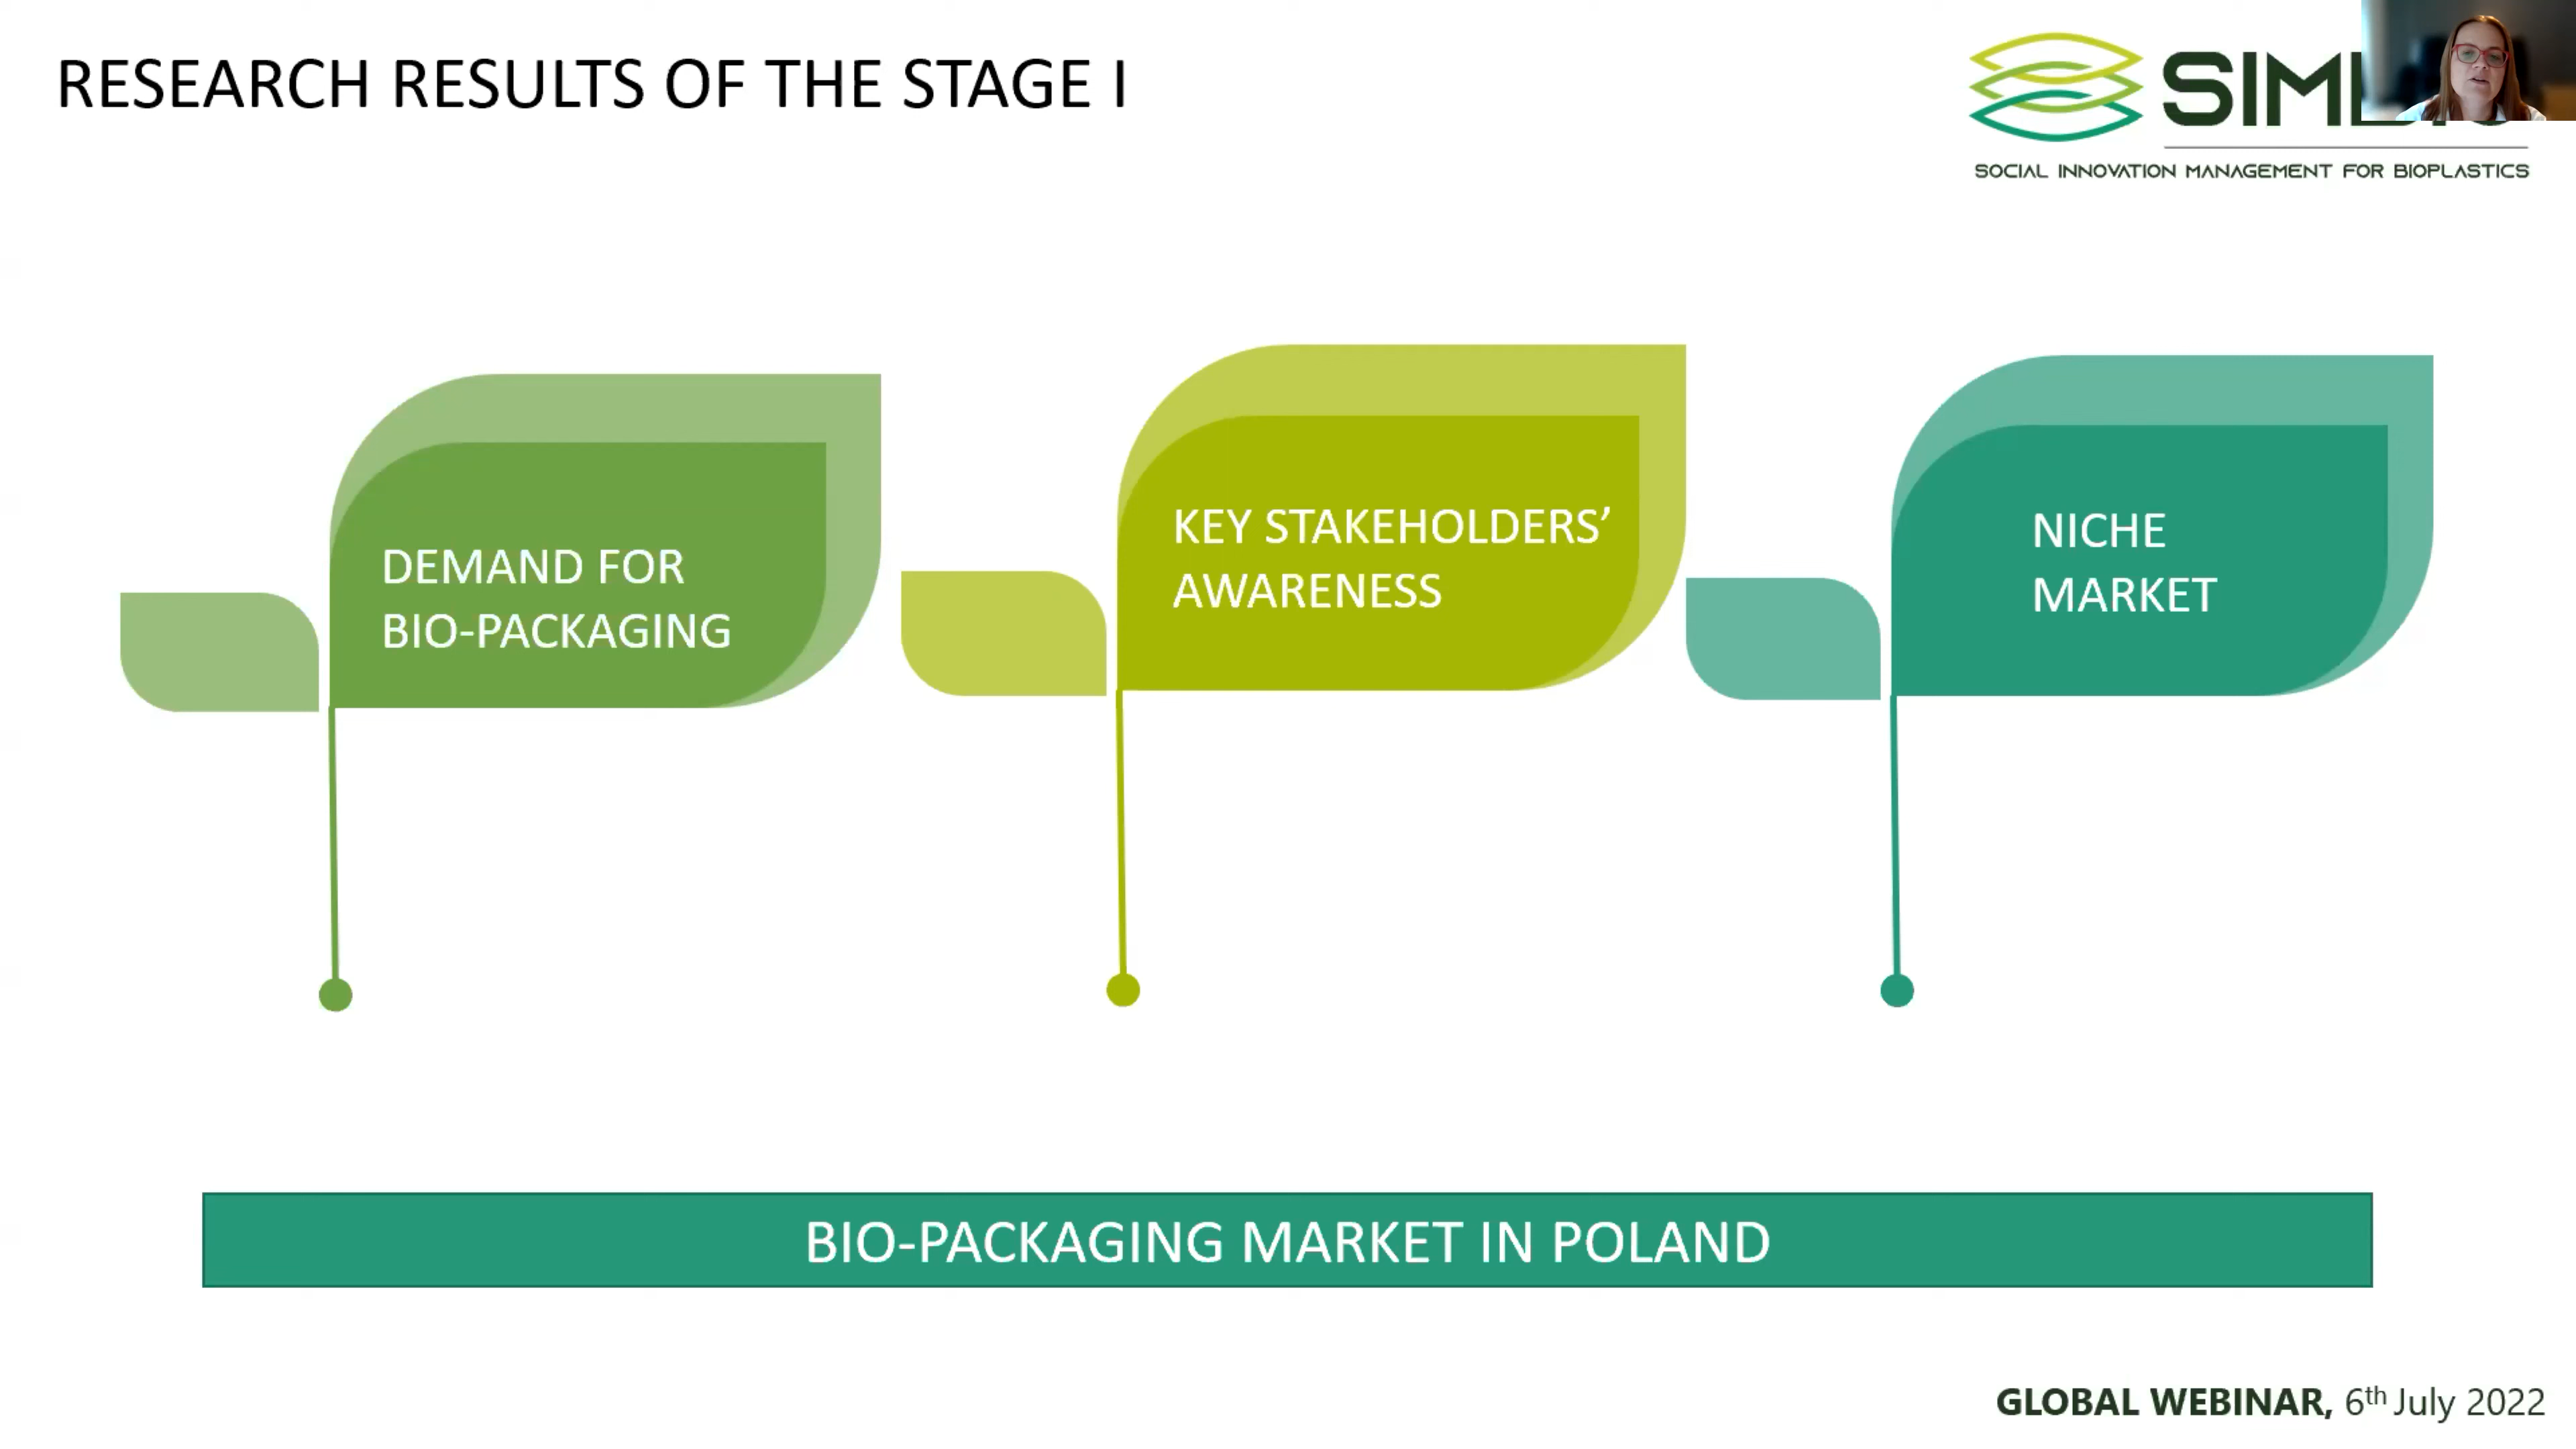 RESEARCH RESULTS OF THE STAGE I
SOCIAL INNOVATION MANAGEMENT FOR BIOPLASTICS
DEMAND FOR
BIO-PACKAGING
KEY STAKEHOLDERS’
AWARENESS
NICHE
MARKET
BIO-PACKAGING MARKET IN POLAND
GLOBAL WEBINAR, 6th July 2022